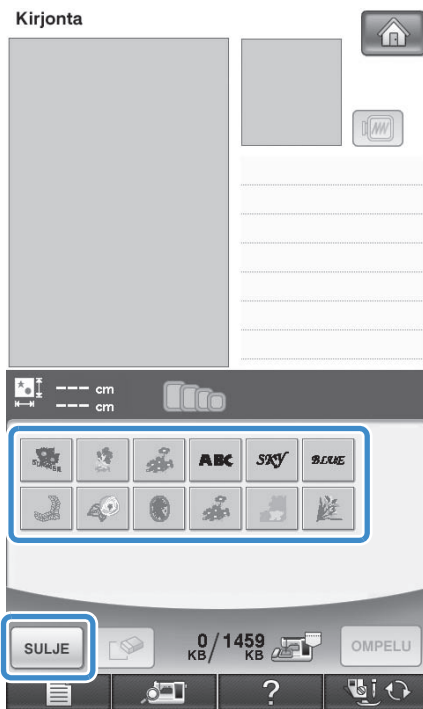 Kirjonta
--- cm
--- cm
ABC SKY BLUE
SULJE 0 KB / 1459 KB OMPELU
?